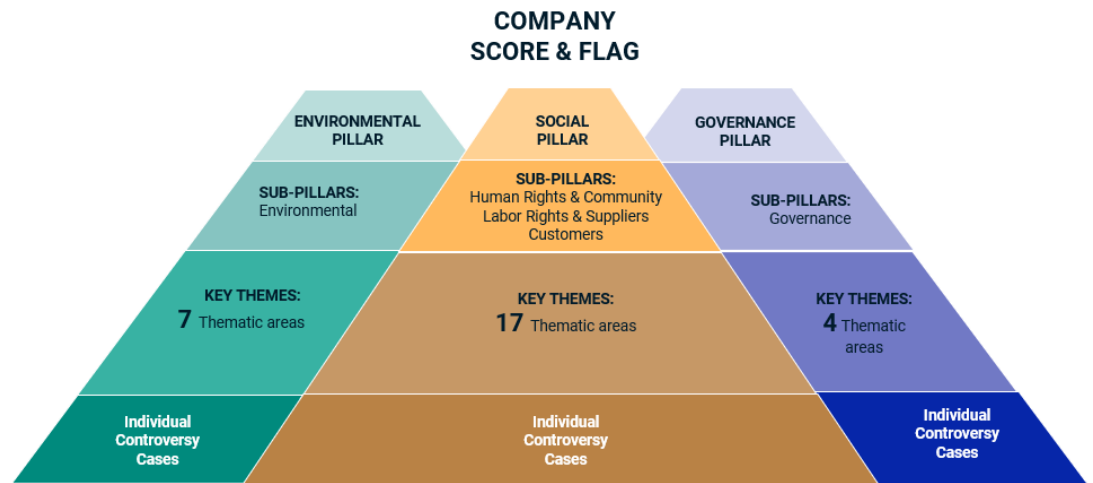 COMPANY
SCORE & FLAG
ENVIRONMENTAL
PILLAR
SOCIAL
PILLAR
GOVERNANCE
PILLAR
SUB-PILLARS:
Environmental
SUB-PILLARS:
Human Rights & Community
Labor Rights & Suppliers
Customers
SUB-PILLARS:
Governance
KEY THEMES:
7 Thematic areas
KEY THEMES:
17 Thematic areas
KEY THEMES:
4 Thematic
areas
Individual
Controversy
Cases
Individual
Controversy
Cases
Individual
Controversy
Cases